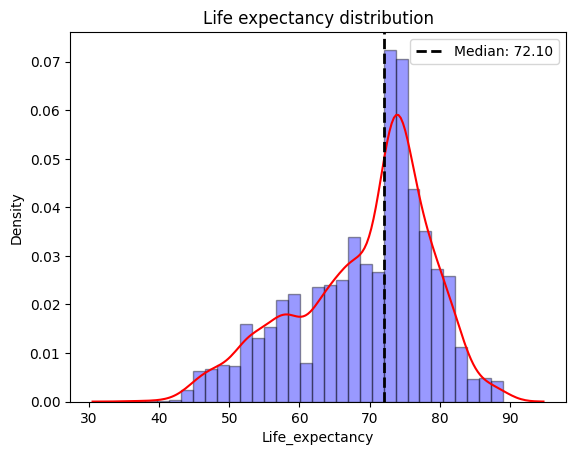 Life expectancy distribution
Median: 72.10
0.07
0.06
0.05
0.04
0.03
0.02
0.01
0.00
Density
30 40 50 60 70 80 90
Life_expectancy